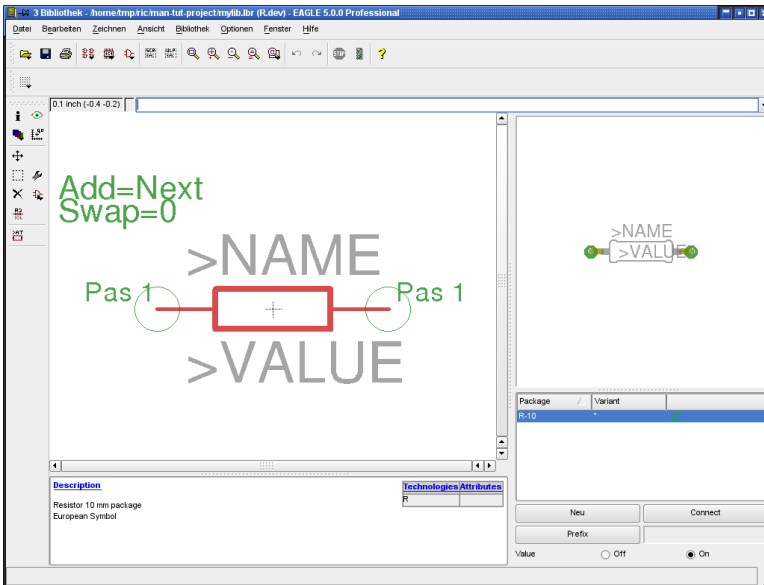 3 Bibliothek - /home/tmp/ric/man-tut-project/mylib.lbr (R.dev) - EAGLE 5.0.0 Professional
Datei Bearbeiten Zeichnen Ansicht Bibliothek Optionen Fenster Hilfe
0.1 inch (-0.4 -0.2)
Add=Next
Swap=0
>NAME
Pas 1 Pas 1
>VALUE
>NAME
>VALUE
Package Variant
R-10 *
Description
Resistor 10 mm package
European Symbol
Technologies Attributes
R
Neu Connect
Prefix
Value Off On